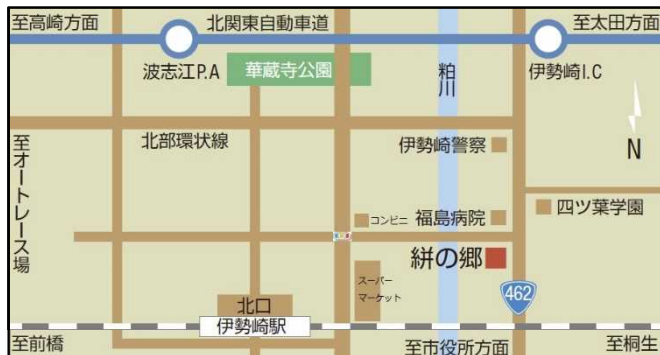 至高崎方面
北関東自動車道
至太田方面
波志江P.A
華蔵寺公園
粕川
伊勢崎I.C
北部環状線
伊勢崎警察
N
至オートレース場
コンビニ
福島病院
四ツ葉学園
絣の郷
スーパー
マーケット
462
北口
伊勢崎駅
至前橋
至市役所方面
至桐生